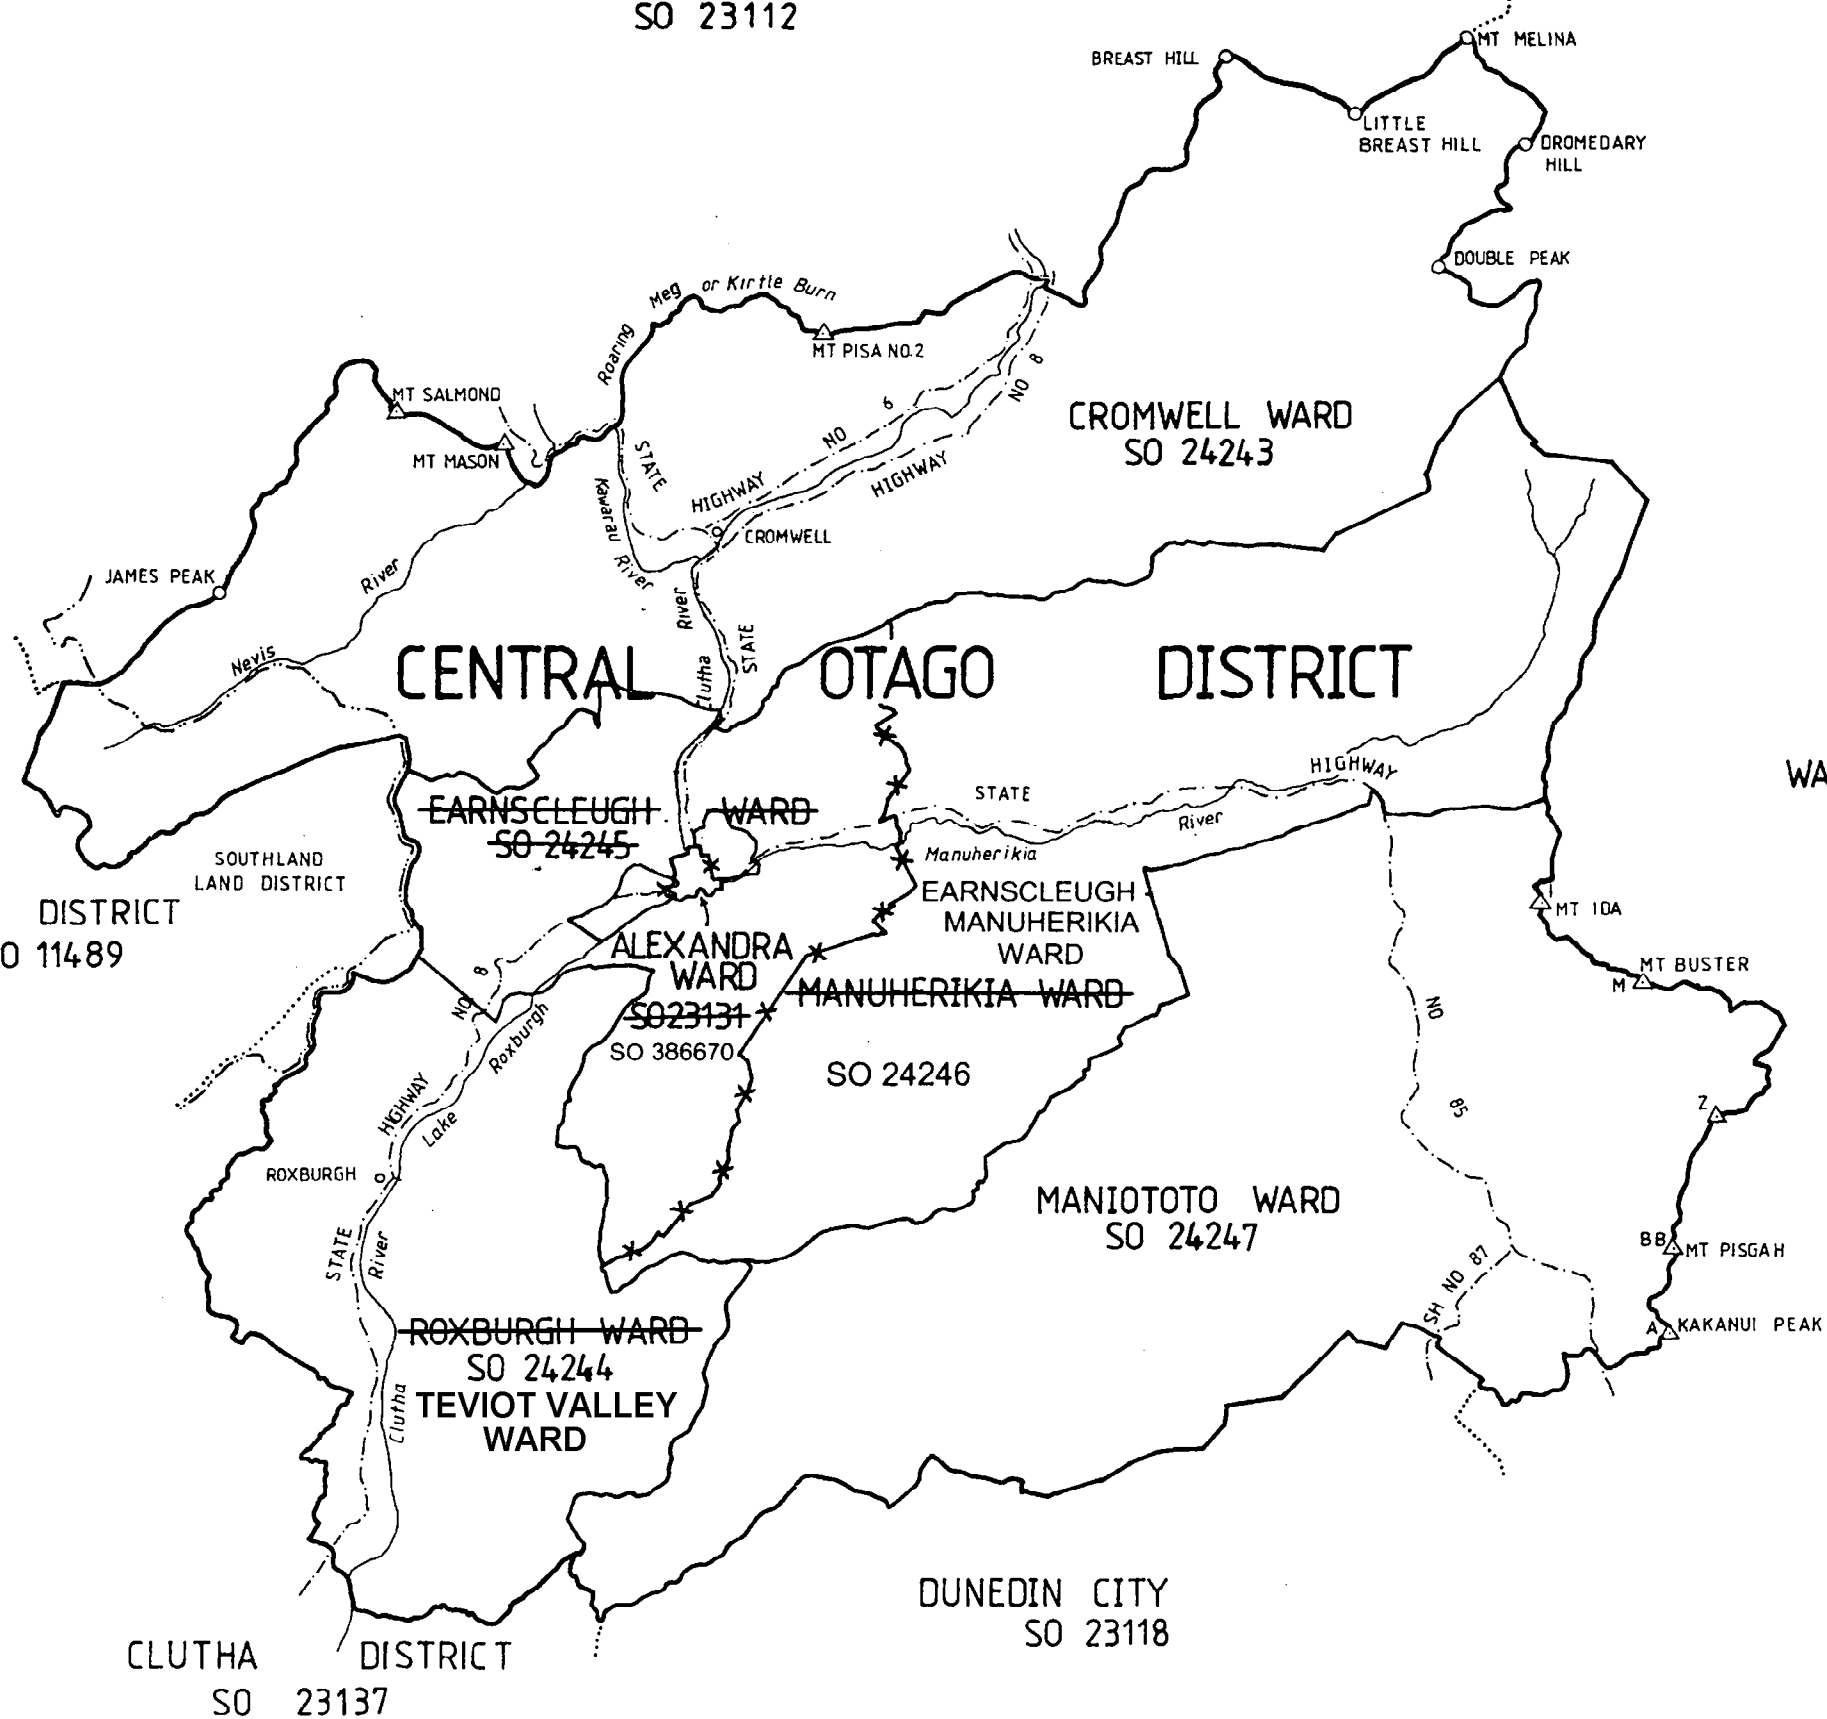 SO 23112
BREAST HILL
MT MELINA
LITTLE
BREAST HILL
DROMEDARY
HILL
DOUBLE PEAK
Roaring Meg or Kirtle Burn
MT PISA NO.2
MT SALMOND
MT MASON
STATE HIGHWAY NO 6
HIGHWAY NO 8
CROMWELL WARD
SO 24243
Kawarau River
CROMWELL
JAMES PEAK
Nevis River
Clutha River
STATE
CENTRAL OTAGO DISTRICT
WA
EARNSCLEUGH WARD
SO 24245
STATE HIGHWAY
Manuherikia River
SOUTHLAND
LAND DISTRICT
DISTRICT
O 11489
EARNSCLEUGH
MANUHERIKIA
WARD
MT IDA
ALEXANDRA
WARD
SO 23131
SO 386670
MANUHERIKIA WARD
SO 24246
MT BUSTER
M
STATE HIGHWAY NO 8
Lake Roxburgh
NO 85
Z
ROXBURGH
MANIOTOTO WARD
SO 24247
BB
MT PISGAH
SH NO 87
A
KAKANUI PEAK
Clutha River
ROXBURGH WARD
SO 24244
TEVIOT VALLEY
WARD
DUNEDIN CITY
SO 23118
CLUTHA DISTRICT
SO 23137